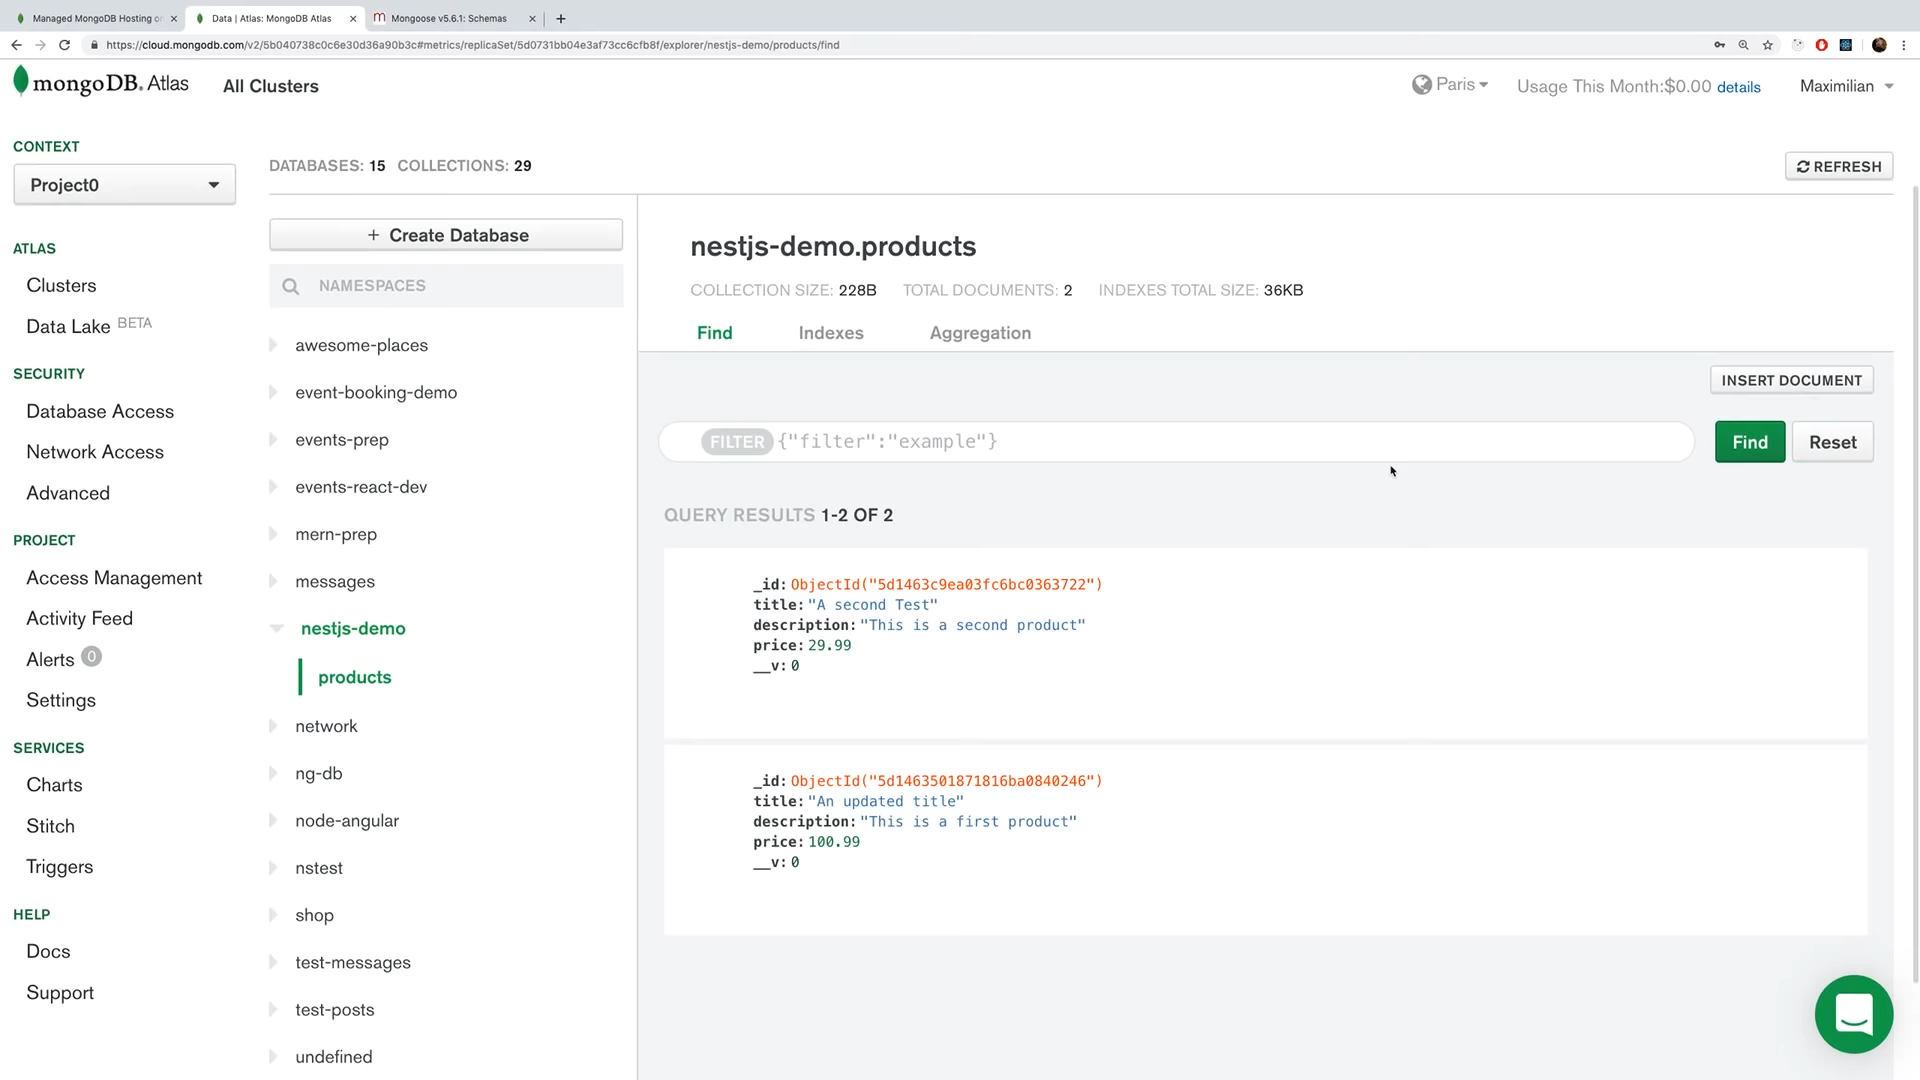 Managed MongoDB Hosting on
Data | Atlas: MongoDB Atlas
Mongoose v5.6.1: Schemas
https://cloud.mongodb.com/v2/5b040738c0c6e30d36a90b3c#metrics/replicaSet/5d0731bb04e3af73cc6cfb8f/explorer/nestjs-demo/products/find
mongoDB. Atlas
All Clusters
Paris
Usage This Month:$0.00 details
Maximilian
CONTEXT
Project0
ATLAS
Clusters
Data Lake BETA
SECURITY
Database Access
Network Access
Advanced
PROJECT
Access Management
Activity Feed
Alerts 0
Settings
SERVICES
Charts
Stitch
Triggers
HELP
Docs
Support
DATABASES: 15 COLLECTIONS: 29
REFRESH
+ Create Database
NAMESPACES
awesome-places
event-booking-demo
events-prep
events-react-dev
mern-prep
messages
nestjs-demo
products
network
ng-db
node-angular
nstest
shop
test-messages
test-posts
undefined
nestjs-demo.products
COLLECTION SIZE: 228B TOTAL DOCUMENTS: 2 INDEXES TOTAL SIZE: 36KB
Find Indexes Aggregation
INSERT DOCUMENT
FILTER {"filter":"example"}
Find
Reset
QUERY RESULTS 1-2 OF 2
_id: ObjectId("5d1463c9ea03fc6bc0363722")
title: "A second Test"
description: "This is a second product"
price: 29.99
__v: 0
_id: ObjectId("5d1463501871816ba0840246")
title: "An updated title"
description: "This is a first product"
price: 100.99
__v: 0